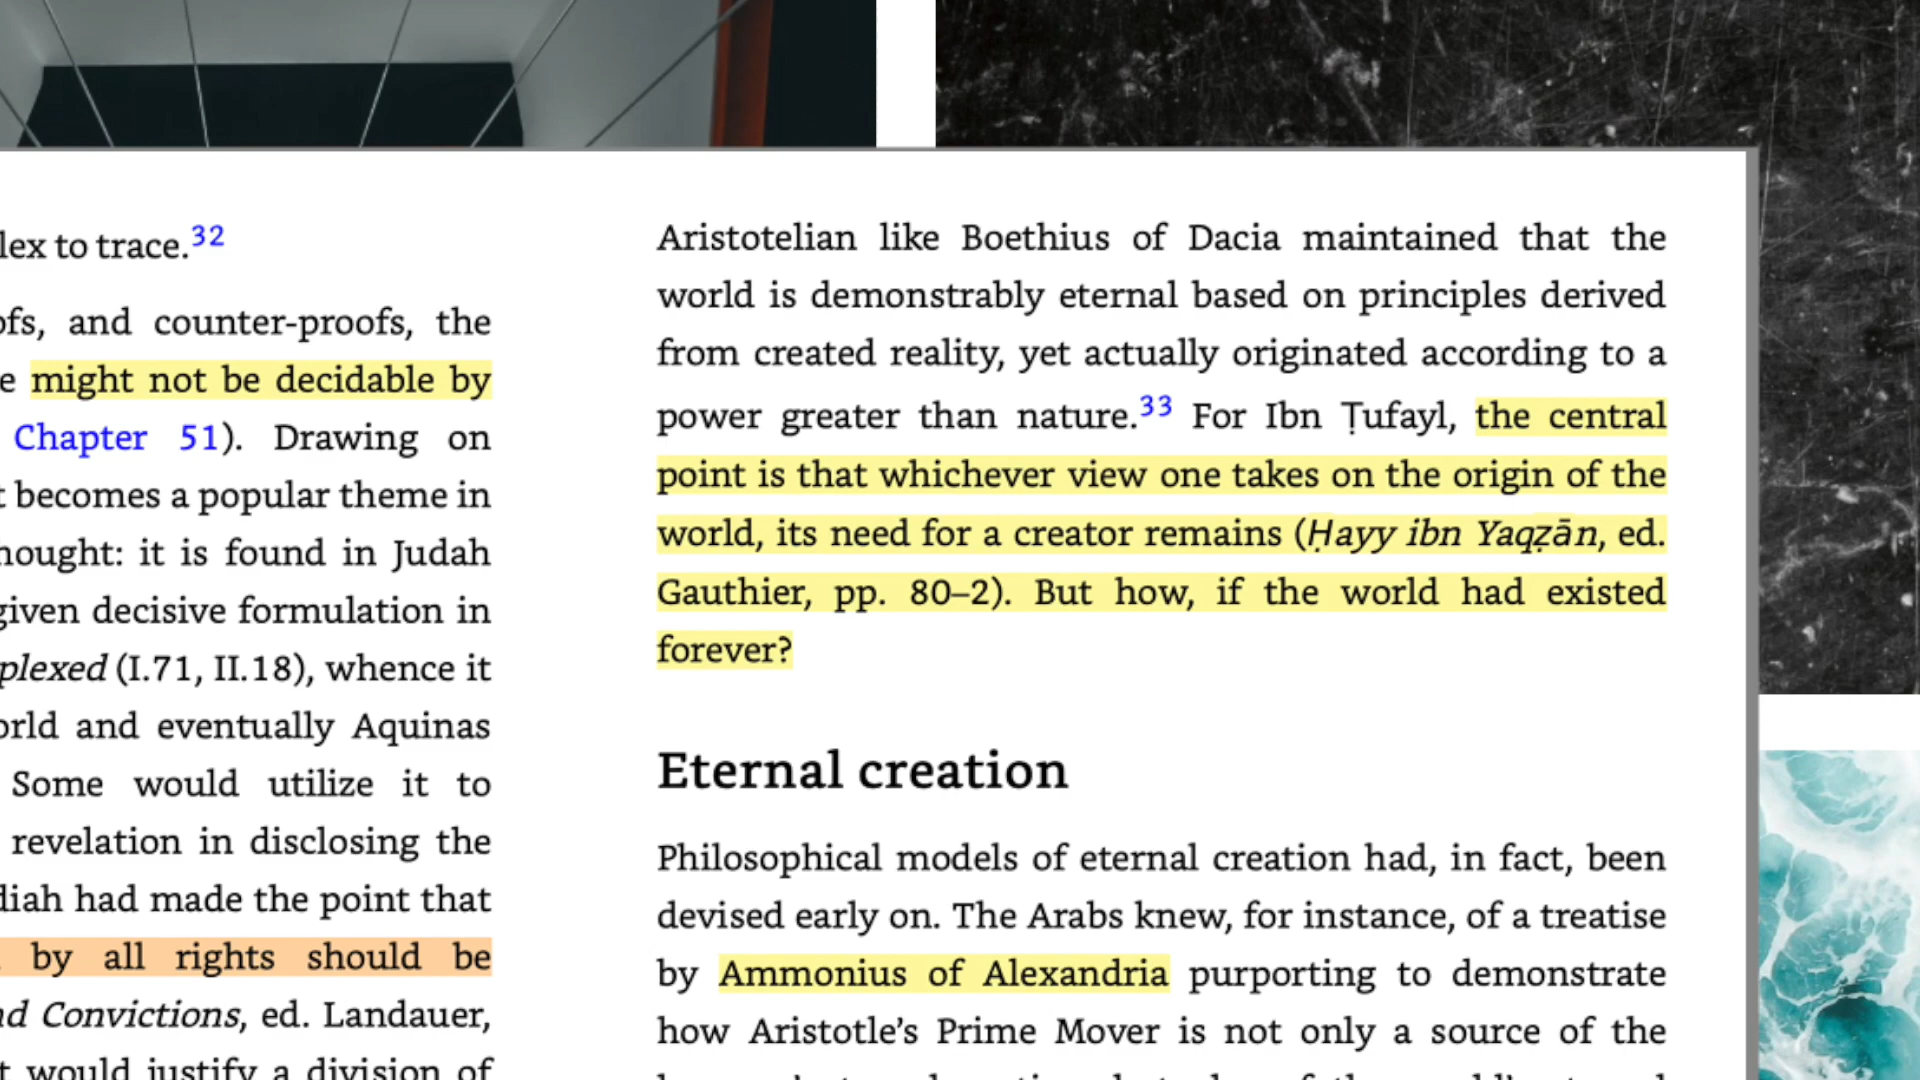 lex to trace.32
ofs, and counter-proofs, the
might not be decidable by
Chapter 51). Drawing on
becomes a popular theme in
hought: it is found in Judah
given decisive formulation in
plexed (I.71, II.18), whence it
orld and eventually Aquinas
Some would utilize it to
revelation in disclosing the
diah had made the point that
by all rights should be
nd Convictions, ed. Landauer,
would justify a division of
Aristotelian like Boethius of Dacia maintained that the
world is demonstrably eternal based on principles derived
from created reality, yet actually originated according to a
power greater than nature.33 For Ibn Ṭufayl, the central
point is that whichever view one takes on the origin of the
world, its need for a creator remains (Ḥayy ibn Yaqẓān, ed.
Gauthier, pp. 80–2). But how, if the world had existed
forever?
Eternal creation
Philosophical models of eternal creation had, in fact, been
devised early on. The Arabs knew, for instance, of a treatise
by Ammonius of Alexandria purporting to demonstrate
how Aristotle’s Prime Mover is not only a source of the